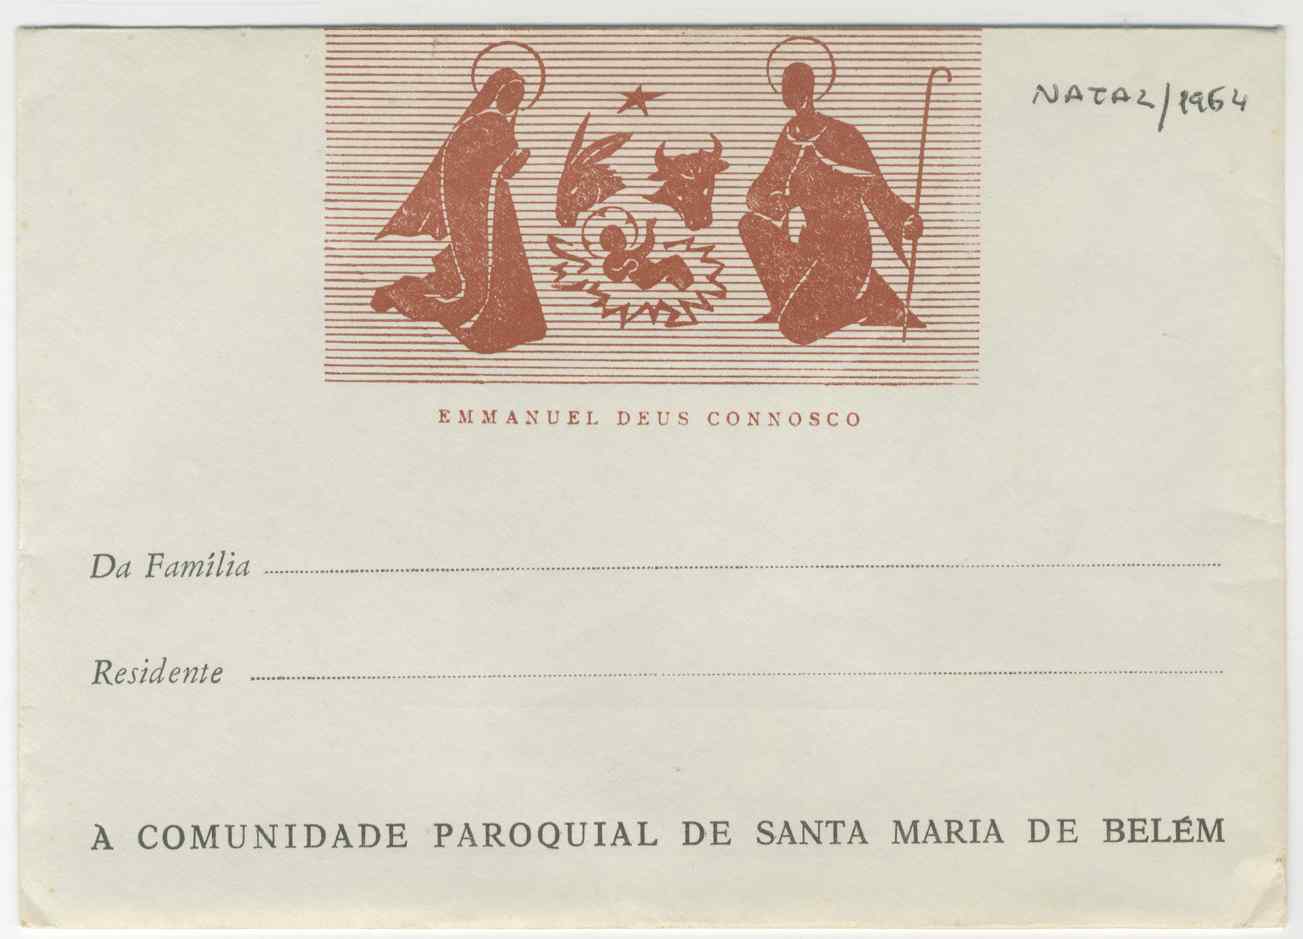 NATAL/1964
EMMANUEL DEUS CONNOSCO
Da Família
Residente
À COMUNIDADE PAROQUIAL DE SANTA MARIA DE BELÉM